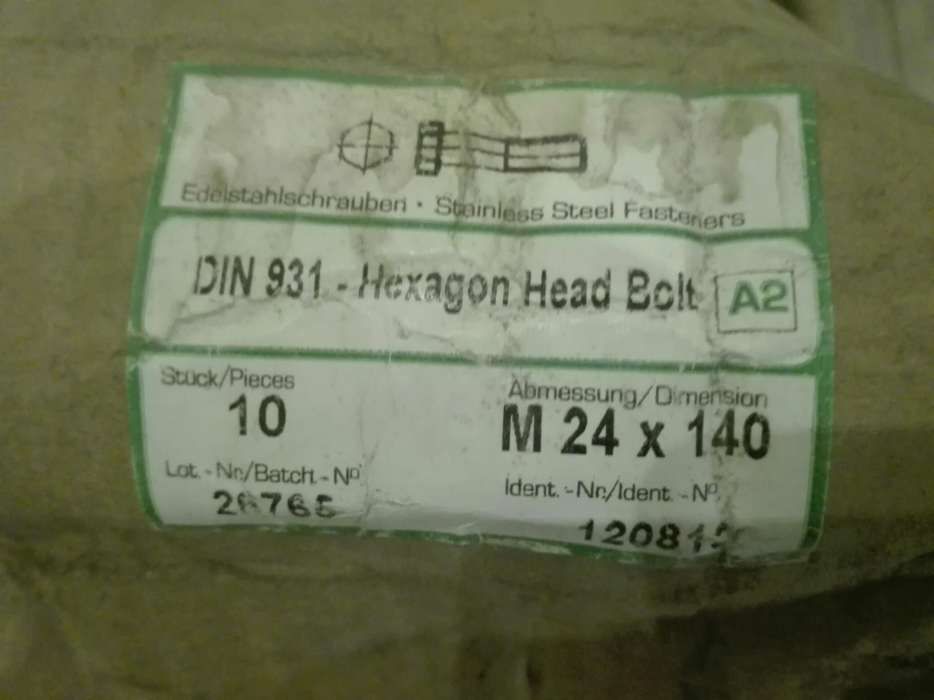 Edelstahlschrauben · Stainless Steel Fasteners
DIN 931 - Hexagon Head Bolt A2
Stück/Pieces
10
Abmessung/Dimension
M 24 x 140
Lot.-Nr./Batch.-Nº
Ident.-Nr./Ident.-Nº